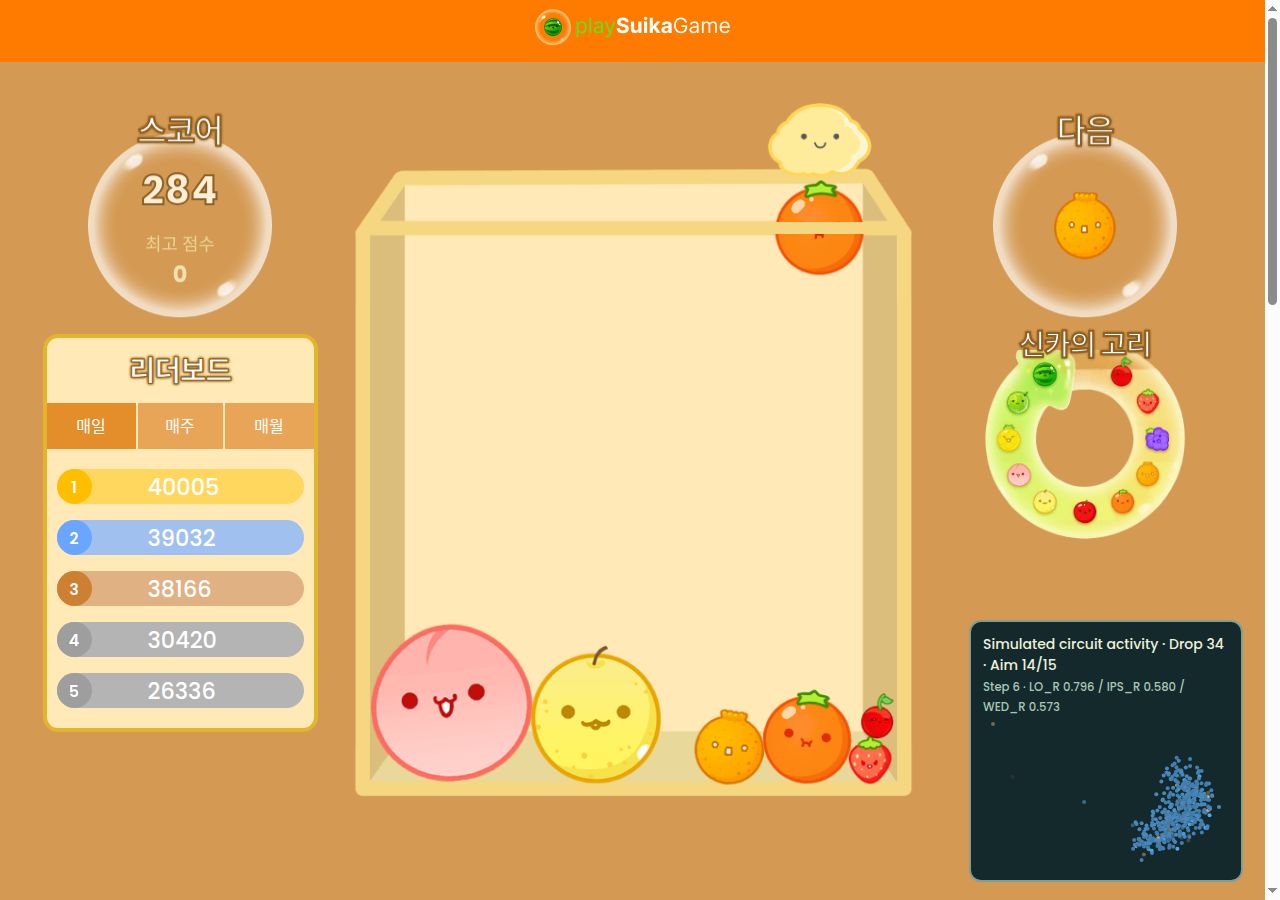 playSuikaGame
스코어
284
최고 점수
0
다음
신카의 고리
리더보드
매일 매주 매월
1 40005
2 39032
3 38166
4 30420
5 26336
Simulated circuit activity · Drop 34
· Aim 14/15
Step 6 · LO_R 0.796 / IPS_R 0.580 /
WED_R 0.573